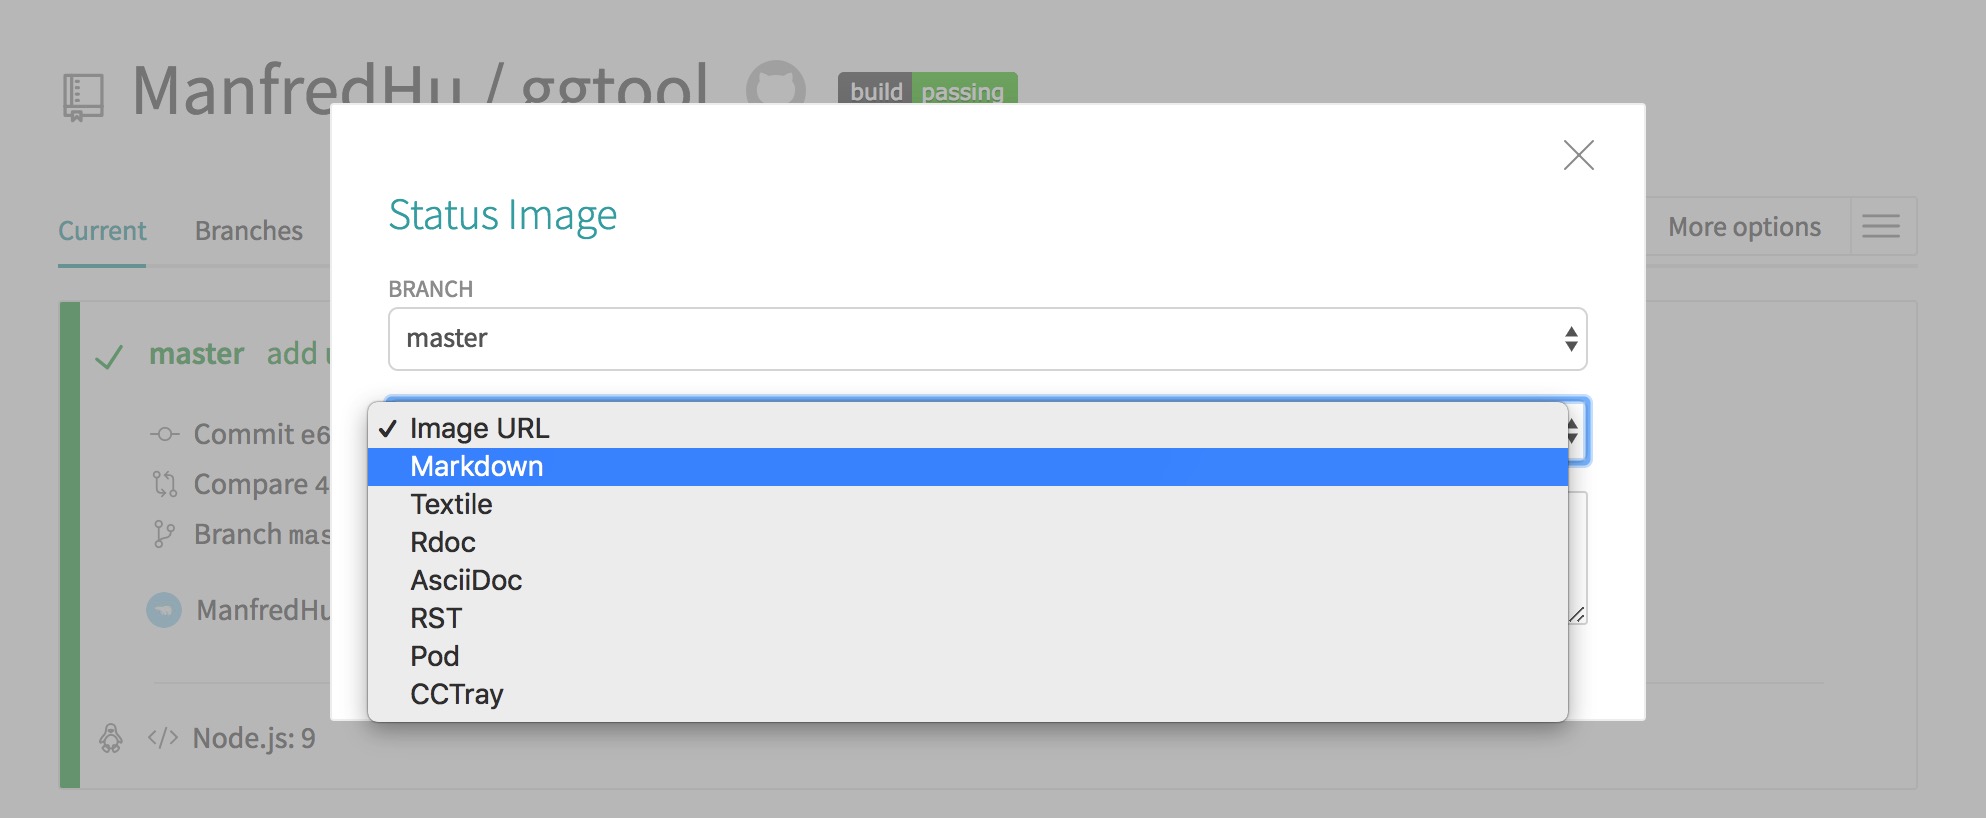 ManfredHu / ggtool
build passing
Current
Branches
More options
Status Image
BRANCH
master
master add
Commit e6
Compare 4
Branch mas
ManfredHu
Node.js: 9
✓ Image URL
Markdown
Textile
Rdoc
AsciiDoc
RST
Pod
CCTray